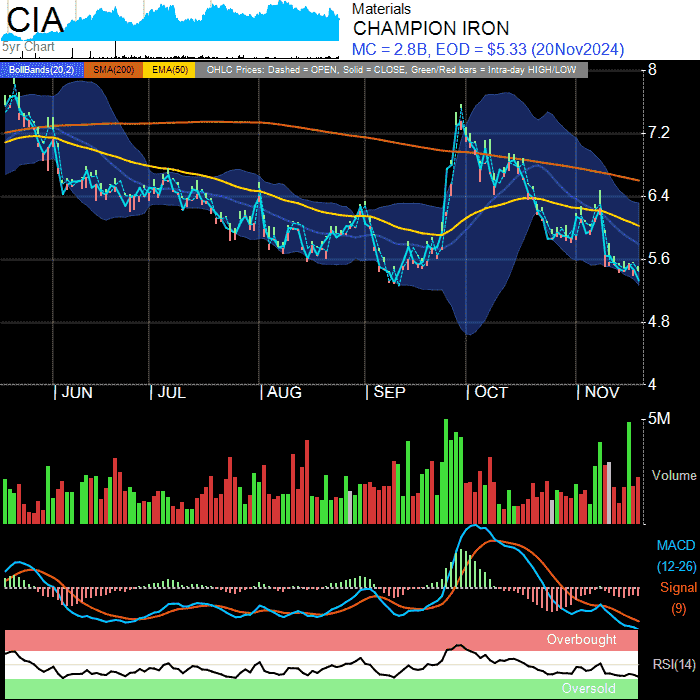 CIA
5yr Chart
Materials
CHAMPION IRON
MC = 2.8B, EOD = $5.33 (20Nov2024)
BollBands(20,2) SMA(200) EMA(50) OHLC Prices: Dashed = OPEN, Solid = CLOSE, Green/Red bars = Intra-day HIGH/LOW
8
7.2
6.4
5.6
4.8
4
| JUN | JUL | AUG | SEP | OCT | NOV
5M
Volume
MACD
(12-26)
Signal
(9)
Overbought
RSI(14)
Oversold